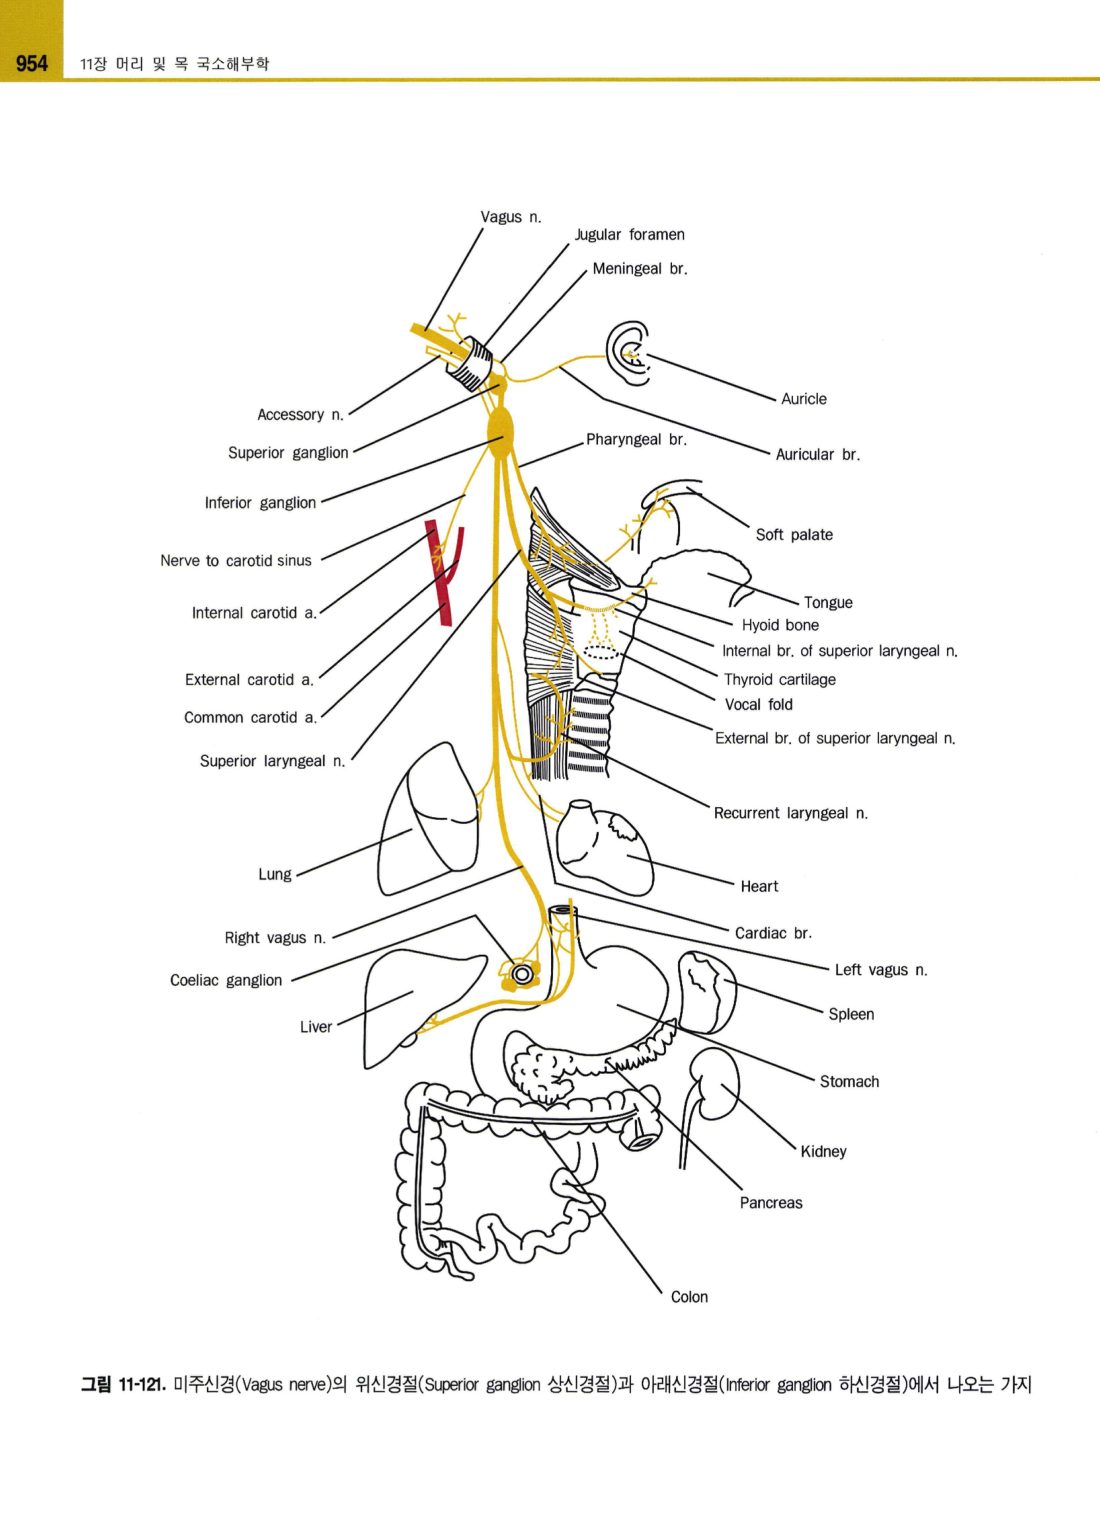 954 11장 머리 및 목 국소해부학
Vagus n.
Jugular foramen
Meningeal br.
Auricle
Accessory n.
Pharyngeal br.
Superior ganglion
Auricular br.
Inferior ganglion
Soft palate
Nerve to carotid sinus
Tongue
Internal carotid a.
Hyoid bone
Internal br. of superior laryngeal n.
External carotid a.
Thyroid cartilage
Vocal fold
Common carotid a.
External br. of superior laryngeal n.
Superior laryngeal n.
Recurrent laryngeal n.
Lung
Heart
Right vagus n.
Cardiac br.
Coeliac ganglion
Left vagus n.
Liver
Spleen
Stomach
Kidney
Pancreas
Colon
그림 11-121. 미주신경(Vagus nerve)의 위신경절(Superior ganglion 상신경절)과 아래신경절(Inferior ganglion 하신경절)에서 나오는 가지